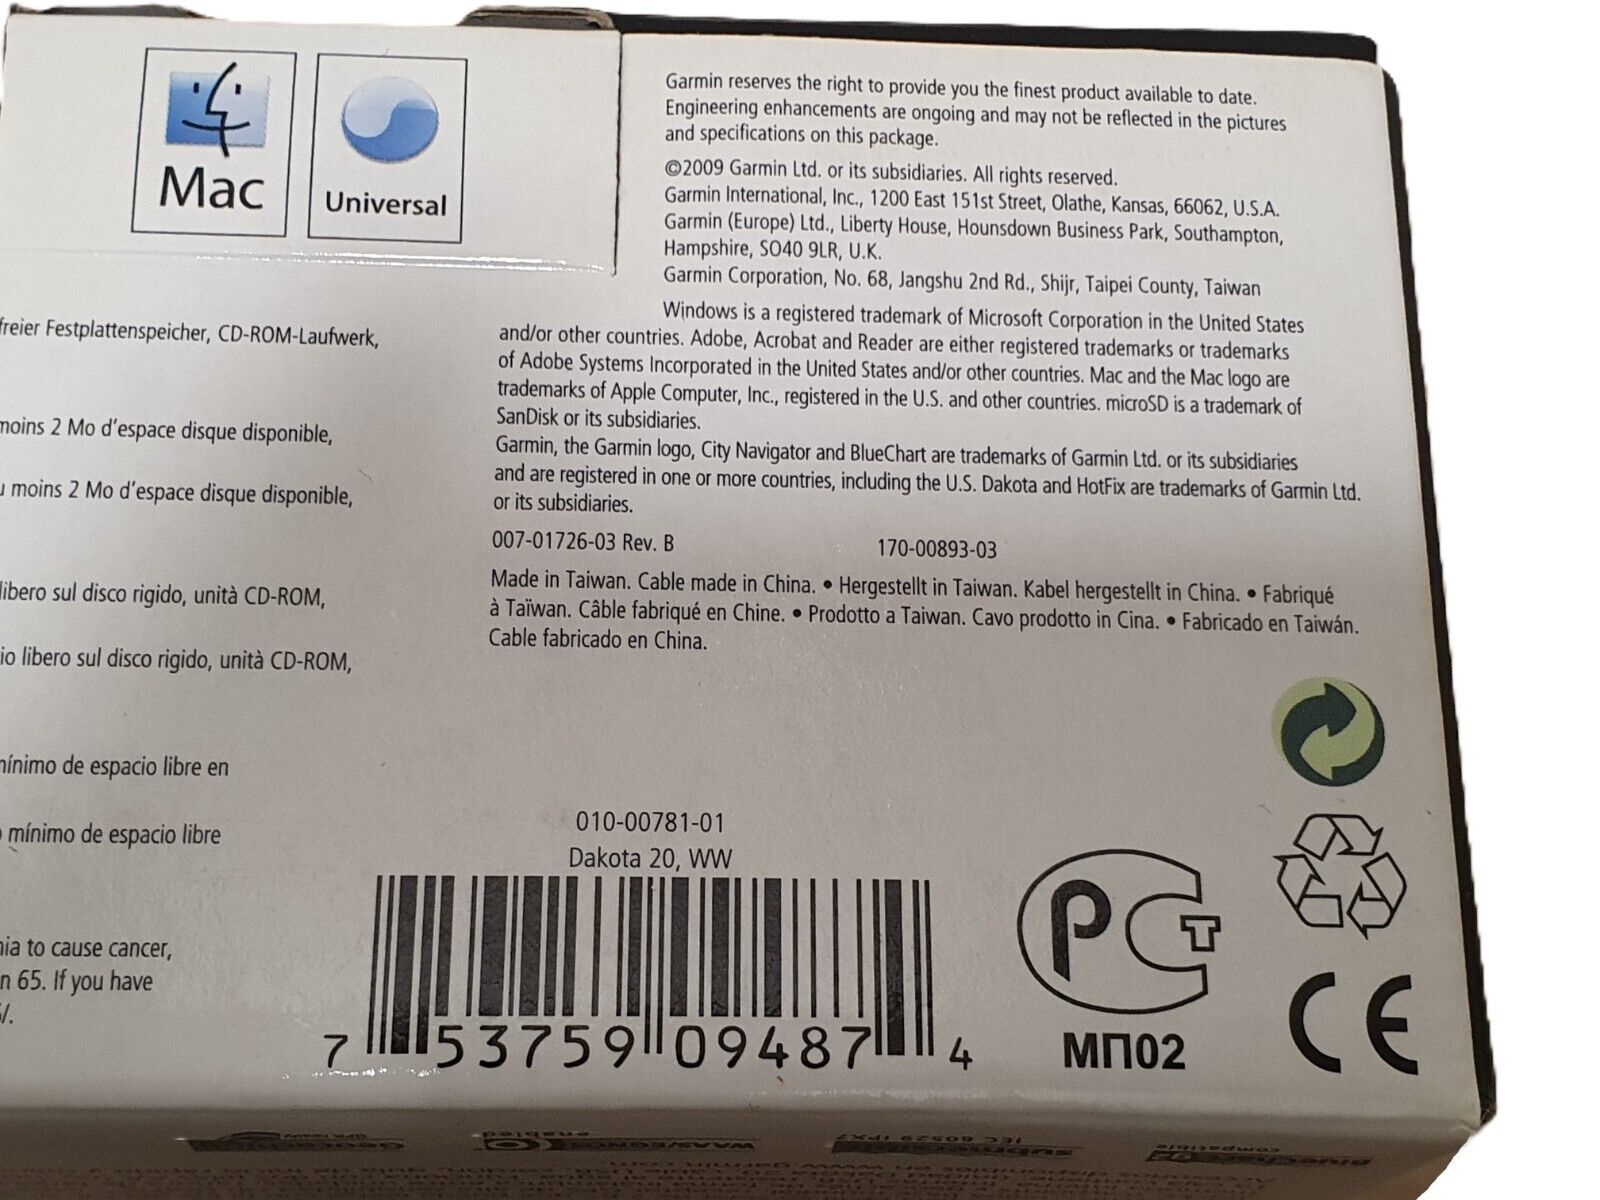 Mac
Universal
Garmin reserves the right to provide you the finest product available to date.
Engineering enhancements are ongoing and may not be reflected in the pictures
and specifications on this package.
©2009 Garmin Ltd. or its subsidiaries. All rights reserved.
Garmin International, Inc., 1200 East 151st Street, Olathe, Kansas, 66062, U.S.A.
Garmin (Europe) Ltd., Liberty House, Hounsdown Business Park, Southampton,
Hampshire, SO40 9LR, U.K.
Garmin Corporation, No. 68, Jangshu 2nd Rd., Shijr, Taipei County, Taiwan
Windows is a registered trademark of Microsoft Corporation in the United States
and/or other countries. Adobe, Acrobat and Reader are either registered trademarks or trademarks
of Adobe Systems Incorporated in the United States and/or other countries. Mac and the Mac logo are
trademarks of Apple Computer, Inc., registered in the U.S. and other countries. microSD is a trademark of
SanDisk or its subsidiaries.
Garmin, the Garmin logo, City Navigator and BlueChart are trademarks of Garmin Ltd. or its subsidiaries
and are registered in one or more countries, including the U.S. Dakota and HotFix are trademarks of Garmin Ltd.
or its subsidiaries.
007-01726-03 Rev. B 170-00893-03
Made in Taiwan. Cable made in China. • Hergestellt in Taiwan. Kabel hergestellt in China. • Fabriqué
à Taïwan. Câble fabriqué en Chine. • Prodotto a Taiwan. Cavo prodotto in Cina. • Fabricado en Taiwán.
Cable fabricado en China.
freier Festplattenspeicher, CD-ROM-Laufwerk,
moins 2 Mo d'espace disque disponible,
moins 2 Mo d'espace disque disponible,
libero sul disco rigido, unità CD-ROM,
io libero sul disco rigido, unità CD-ROM,
mínimo de espacio libre en
mínimo de espacio libre
nia to cause cancer,
n 65. If you have
010-00781-01
Dakota 20, WW
7 53759 09487 4
РСТ
МП02
CE
WAAS/EGNOS
enabled
IEC 60529 IPX7
compatible